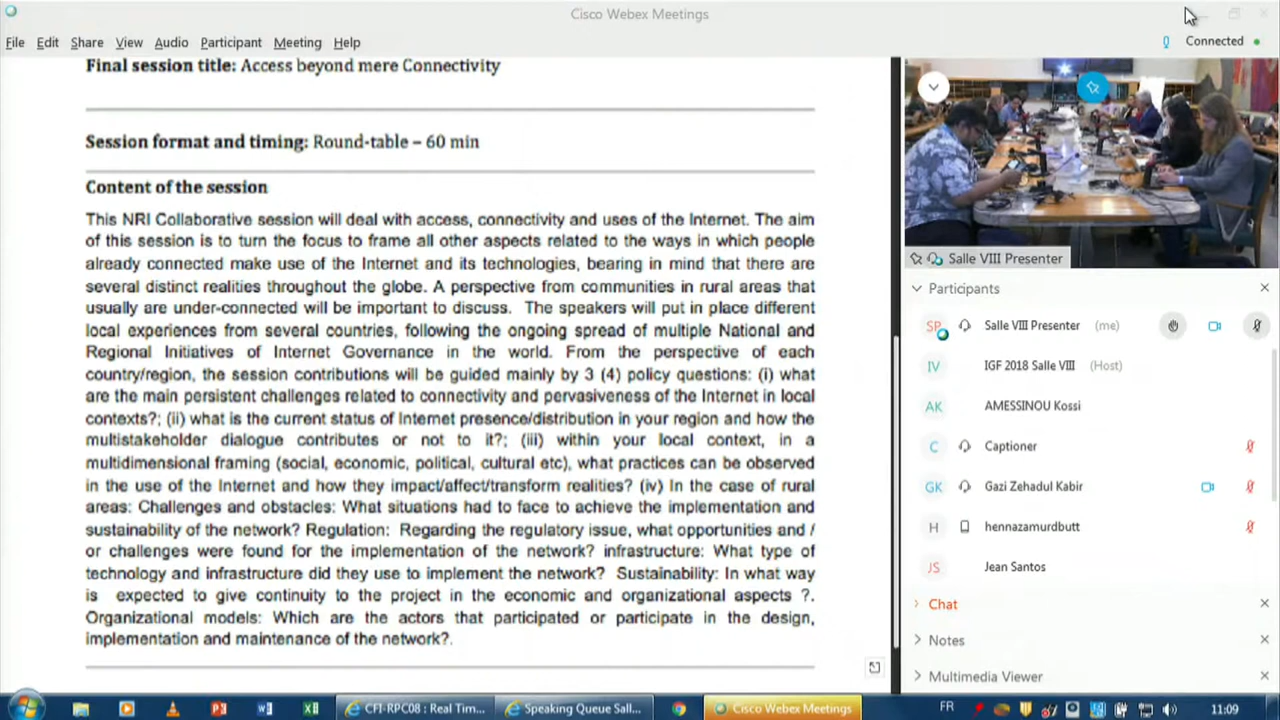 Cisco Webex Meetings
File Edit Share View Audio Participant Meeting Help
Connected
Final session title: Access beyond mere Connectivity
Session format and timing: Round-table – 60 min
Content of the session
This NRI Collaborative session will deal with access, connectivity and uses of the Internet. The aim
of this session is to turn the focus to frame all other aspects related to the ways in which people
already connected make use of the Internet and its technologies, bearing in mind that there are
several distinct realities throughout the globe. A perspective from communities in rural areas that
usually are under-connected will be important to discuss. The speakers will put in place different
local experiences from several countries, following the ongoing spread of multiple National and
Regional Initiatives of Internet Governance in the world. From the perspective of each
country/region, the session contributions will be guided mainly by 3 (4) policy questions: (i) what
are the main persistent challenges related to connectivity and pervasiveness of the Internet in local
contexts?; (ii) what is the current status of Internet presence/distribution in your region and how the
multistakeholder dialogue contributes or not to it?; (iii) within your local context, in a
multidimensional framing (social, economic, political, cultural etc), what practices can be observed
in the use of the Internet and how they impact/affect/transform realities? (iv) In the case of rural
areas: Challenges and obstacles: What situations had to face to achieve the implementation and
sustainability of the network? Regulation: Regarding the regulatory issue, what opportunities and /
or challenges were found for the implementation of the network? infrastructure: What type of
technology and infrastructure did they use to implement the network? Sustainability: In what way
is expected to give continuity to the project in the economic and organizational aspects ?.
Organizational models: Which are the actors that participated or participate in the design,
implementation and maintenance of the network?.
Salle VIII Presenter
Participants
SP Salle VIII Presenter (me)
IV IGF 2018 Salle VIII (Host)
AK AMESSINOU Kossi
C Captioner
GK Gazi Zehadul Kabir
H hennazamurdbutt
JS Jean Santos
Chat
Notes
Multimedia Viewer
CFI-RPC08 : Real Tim... Speaking Queue Sall... Cisco Webex Meetings FR 11:09